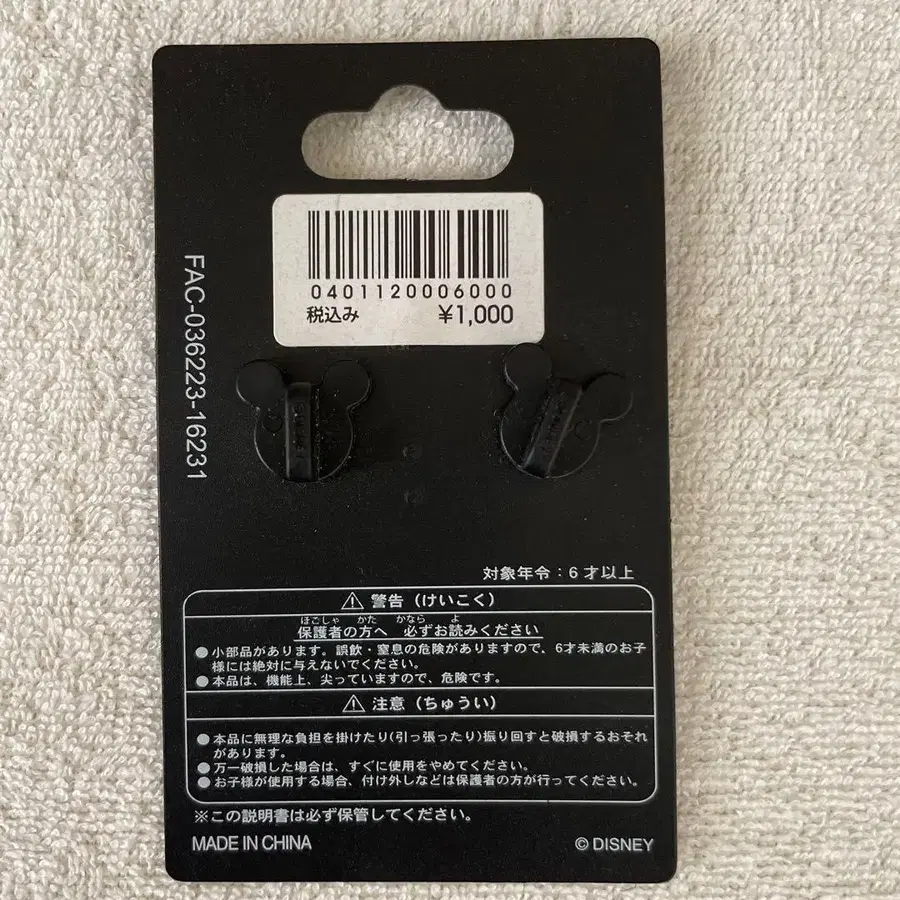 0401120006000
税込み ¥1,000
FAC-036223-16231
対象年令：6才以上
⚠ 警告（けいこく）
ほごしゃ かた かなら よ
保護者の方へ 必ずお読みください
●小部品があります。誤飲・窒息の危険がありますので、6才未満のお子
様には絶対に与えないでください。
●本品は、機能上、尖っていますので、危険です。
⚠ 注意（ちゅうい）
●本品に無理な負担を掛けたり(引っ張ったり)振り回すと破損するおそれ
があります。
●万一破損した場合は、すぐに使用をやめてください。
●お子様が使用する場合、付け外しなどは保護者の方が行ってください。
※この説明書は必ず保管してください。
MADE IN CHINA
© DISNEY